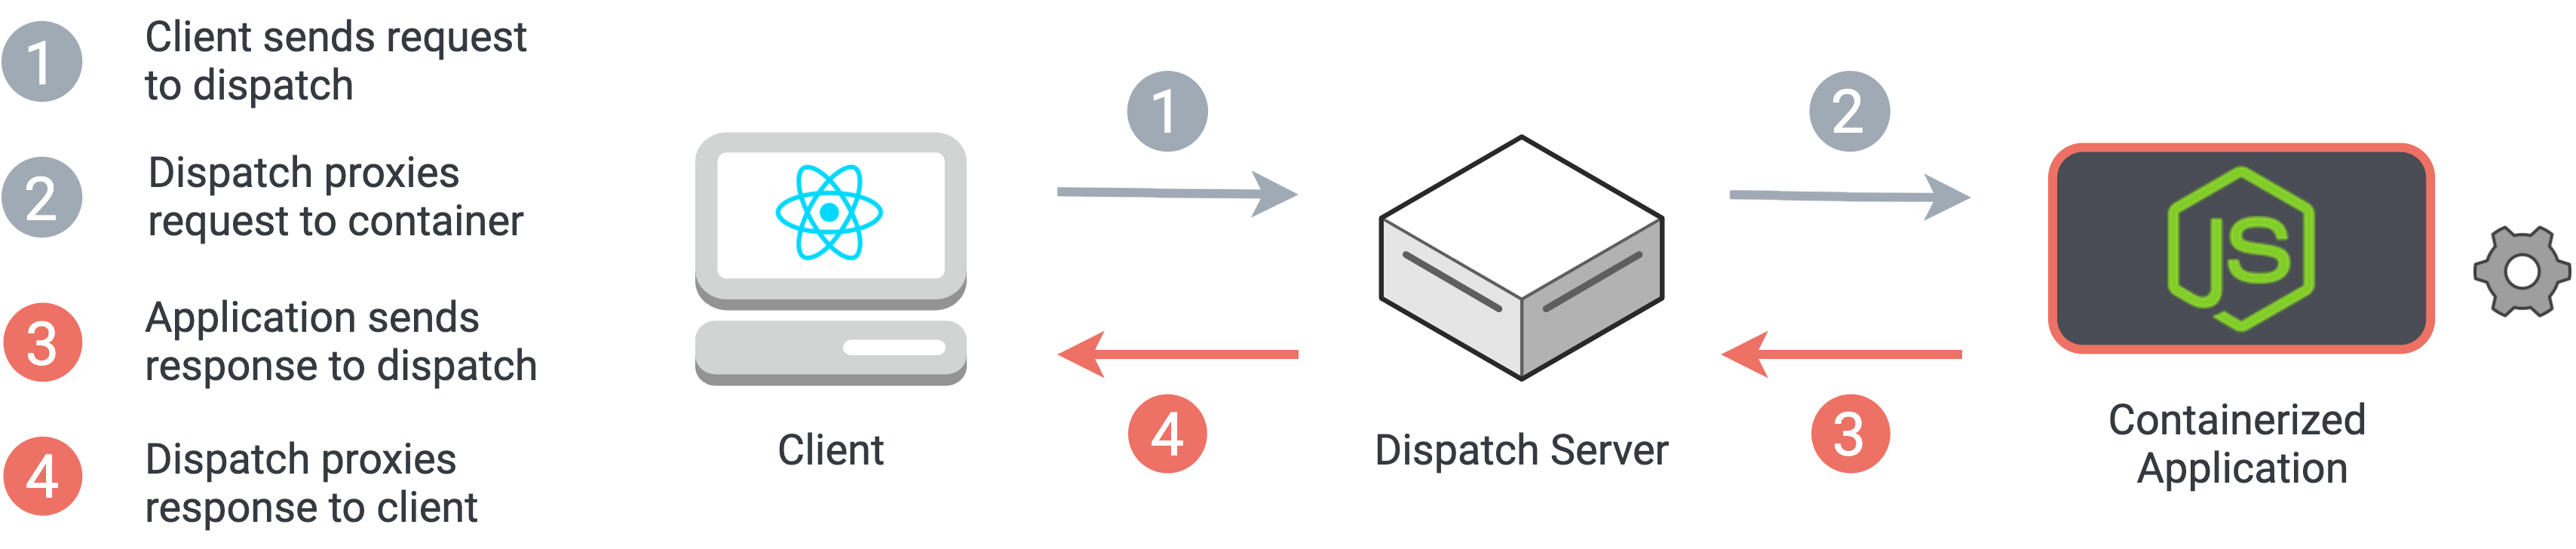 1
Client sends request
to dispatch
2
Dispatch proxies
request to container
3
Application sends
response to dispatch
4
Dispatch proxies
response to client
1
2
JS
4
3
Client
Dispatch Server
Containerized
Application